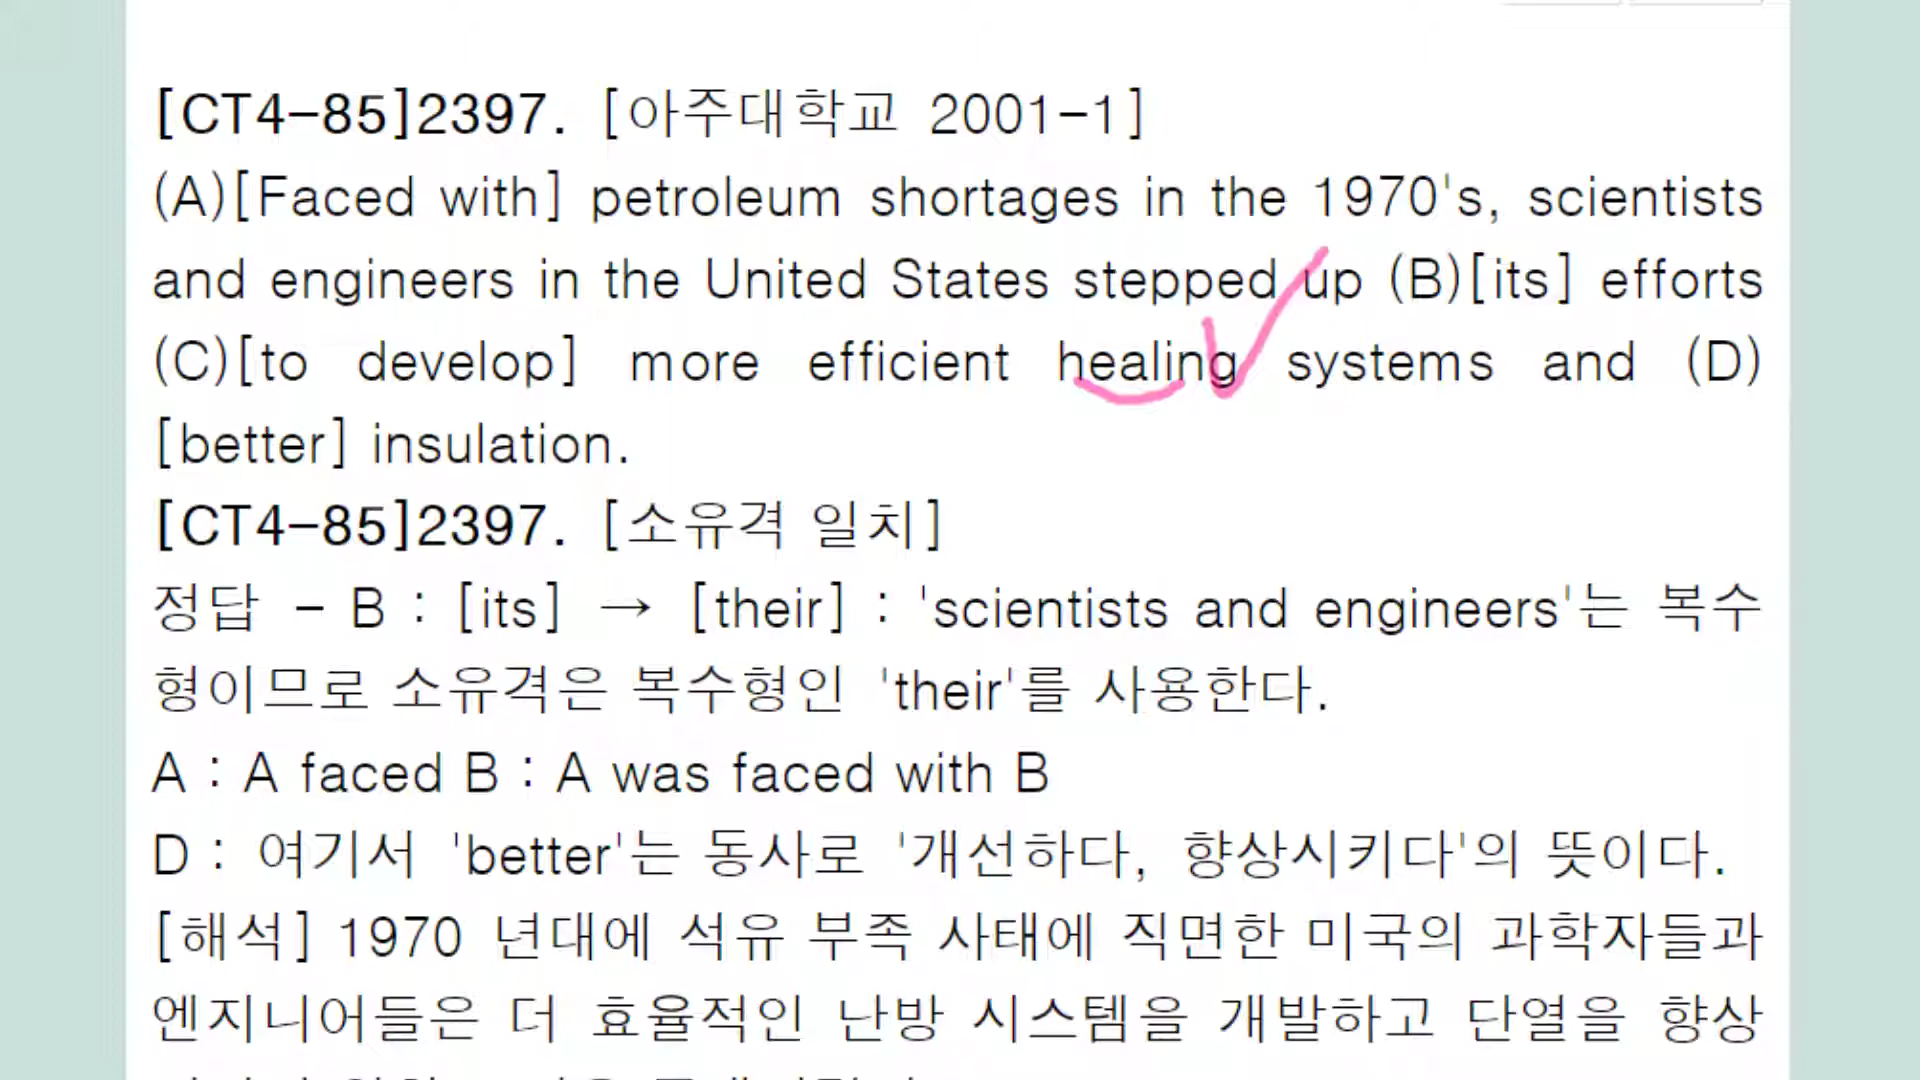 [CT4-85]2397. [아주대학교 2001-1]
(A)[Faced with] petroleum shortages in the 1970's, scientists
and engineers in the United States stepped up (B)[its] efforts
(C)[to develop] more efficient healing systems and (D)
[better] insulation.
[CT4-85]2397. [소유격 일치]
정답 - B : [its] → [their] : 'scientists and engineers'는 복수
형이므로 소유격은 복수형인 'their'를 사용한다.
A : A faced B : A was faced with B
D : 여기서 'better'는 동사로 '개선하다, 향상시키다'의 뜻이다.
[해석] 1970 년대에 석유 부족 사태에 직면한 미국의 과학자들과
엔지니어들은 더 효율적인 난방 시스템을 개발하고 단열을 향상